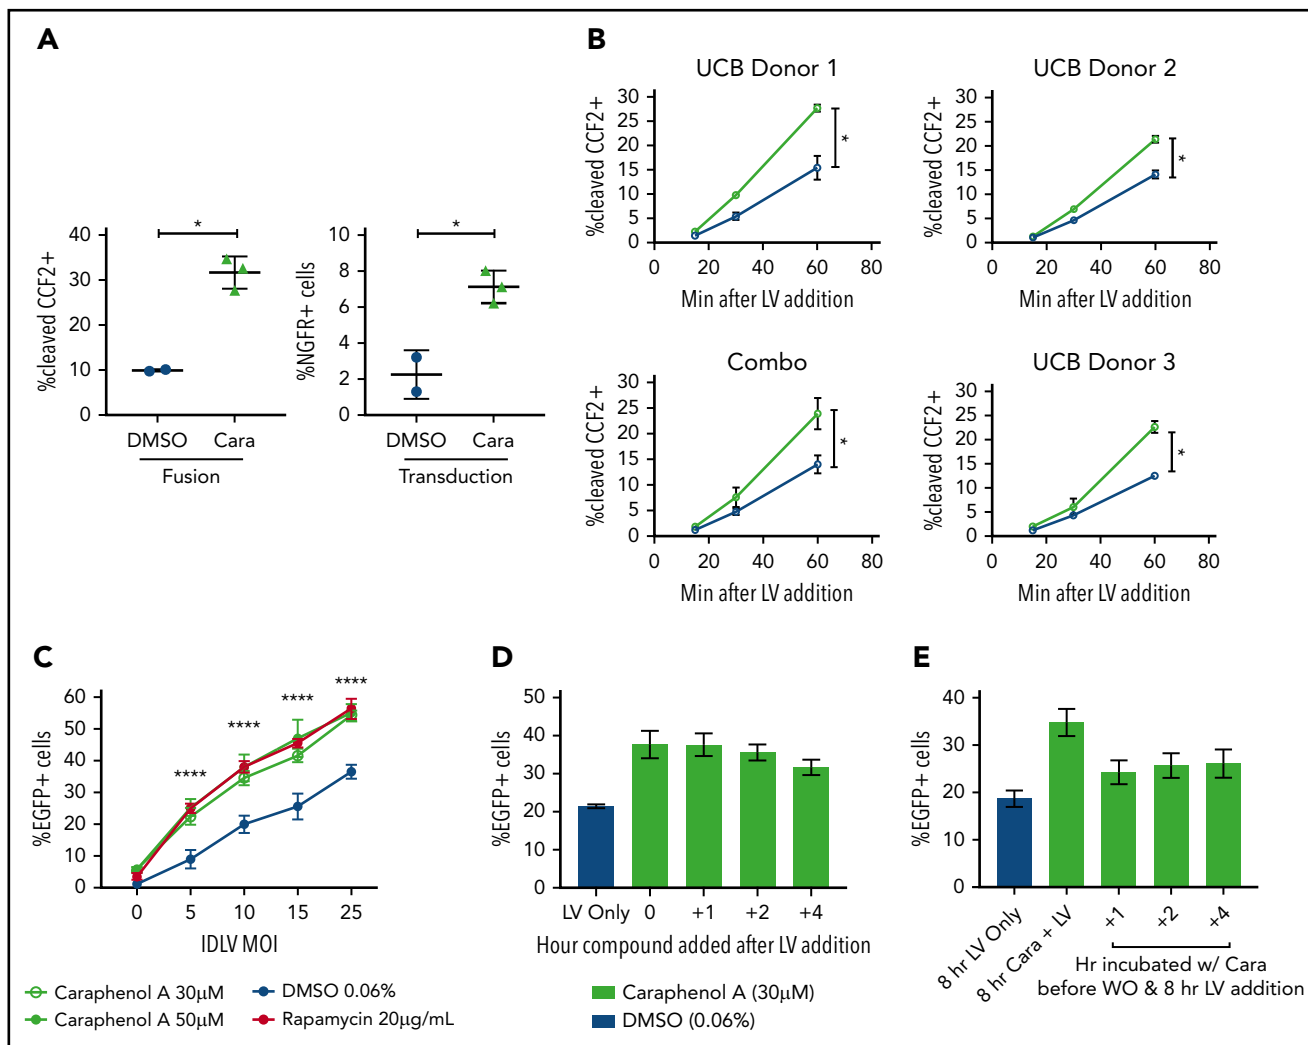 A
%cleaved CCF2+
40
30
20
10
0
*
DMSO Cara
Fusion
%NGFR+ cells
10
8
6
4
2
0
*
DMSO Cara
Transduction
B
UCB Donor 1
%cleaved CCF2+
30
25
20
15
10
5
0
*
0 20 40 60 80
Min after LV addition
UCB Donor 2
%cleaved CCF2+
30
25
20
15
10
5
0
*
0 20 40 60 80
Min after LV addition
Combo
%cleaved CCF2+
30
25
20
15
10
5
0
*
0 20 40 60 80
Min after LV addition
UCB Donor 3
%cleaved CCF2+
30
25
20
15
10
5
0
*
0 20 40 60 80
Min after LV addition
C
%EGFP+ cells
60
50
40
30
20
10
0
**** **** **** ****
0 5 10 15 25
IDLV MOI
Caraphenol A 30μM
Caraphenol A 50μM
DMSO 0.06%
Rapamycin 20μg/mL
D
%EGFP+ cells
50
40
30
20
10
0
LV Only 0 +1 +2 +4
Hour compound added after LV addition
Caraphenol A (30μM)
DMSO (0.06%)
E
%EGFP+ cells
40
30
20
10
0
8 hr LV Only
8 hr Cara + LV
+1
+2
+4
Hr incubated w/ Cara
before WO & 8 hr LV addition